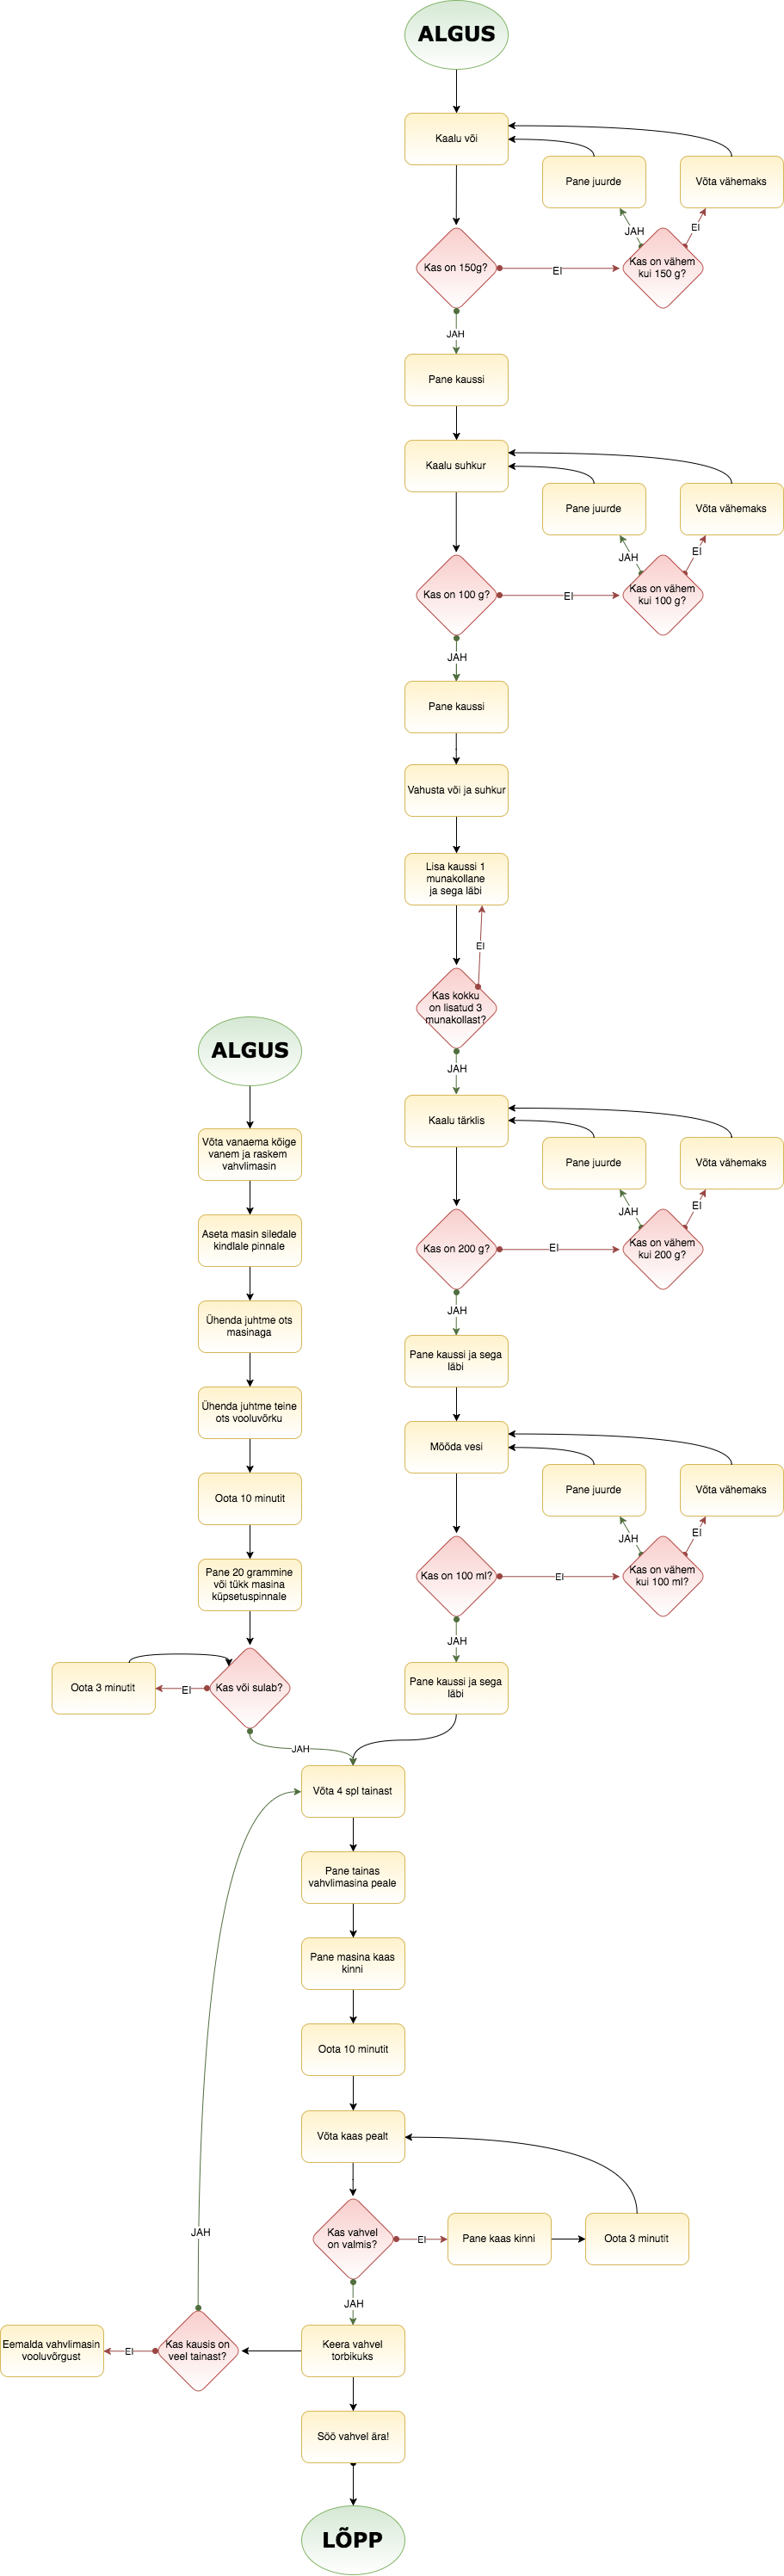 ALGUS
Kaalu või
Pane juurde
Võta vähemaks
JAH
EI
Kas on 150g?
EI
Kas on vähem
kui 150 g?
JAH
Pane kaussi
Kaalu suhkur
Pane juurde
Võta vähemaks
JAH
EI
Kas on 100 g?
EI
Kas on vähem
kui 100 g?
JAH
Pane kaussi
Vahusta või ja suhkur
Lisa kaussi 1
munakollane
ja sega läbi
EI
Kas kokku
on lisatud 3
munakollast?
JAH
Kaalu tärklis
Pane juurde
Võta vähemaks
JAH
EI
Kas on 200 g?
EI
Kas on vähem
kui 200 g?
JAH
Pane kaussi ja sega
läbi
Mõõda vesi
Pane juurde
Võta vähemaks
JAH
EI
Kas on 100 ml?
EI
Kas on vähem
kui 100 ml?
JAH
Pane kaussi ja sega
läbi
ALGUS
Võta vanaema kõige
vanem ja raskem
vahvlimasin
Aseta masin siledale
kindlale pinnale
Ühenda juhtme ots
masinaga
Ühenda juhtme teine
ots vooluvõrku
Oota 10 minutit
Pane 20 grammine
või tükk masina
küpsetuspinnale
Kas või sulab?
EI
Oota 3 minutit
JAH
Võta 4 spl tainast
Pane tainas
vahvlimasina peale
Pane masina kaas
kinni
Oota 10 minutit
Võta kaas pealt
Kas vahvel
on valmis?
EI
Pane kaas kinni
Oota 3 minutit
JAH
Keera vahvel
torbikuks
Kas kausis on
veel tainast?
JAH
EI
Eemalda vahvlimasin
vooluvõrgust
Söö vahvel ära!
LÕPP